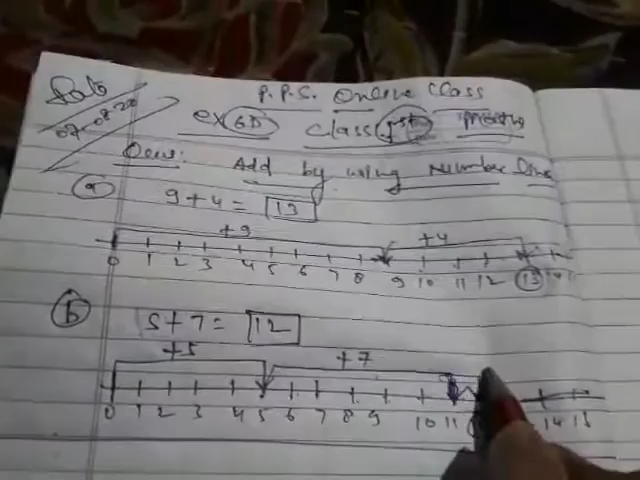 Date
07-08-20
P.P.S. Online Class
ex 6D Class 1st Maths
Ques: Add by using Number line
a 9+4= 13
+9 +4
0 1 2 3 4 5 6 7 8 9 10 11 12 13 14
b 5+7= 12
+5 +7
0 1 2 3 4 5 6 7 8 9 10 11 14 15